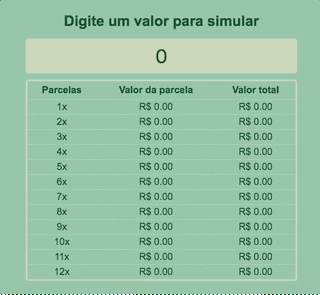 Digite um valor para simular
0
Parcelas Valor da parcela Valor total
1x R$ 0.00 R$ 0.00
2x R$ 0.00 R$ 0.00
3x R$ 0.00 R$ 0.00
4x R$ 0.00 R$ 0.00
5x R$ 0.00 R$ 0.00
6x R$ 0.00 R$ 0.00
7x R$ 0.00 R$ 0.00
8x R$ 0.00 R$ 0.00
9x R$ 0.00 R$ 0.00
10x R$ 0.00 R$ 0.00
11x R$ 0.00 R$ 0.00
12x R$ 0.00 R$ 0.00